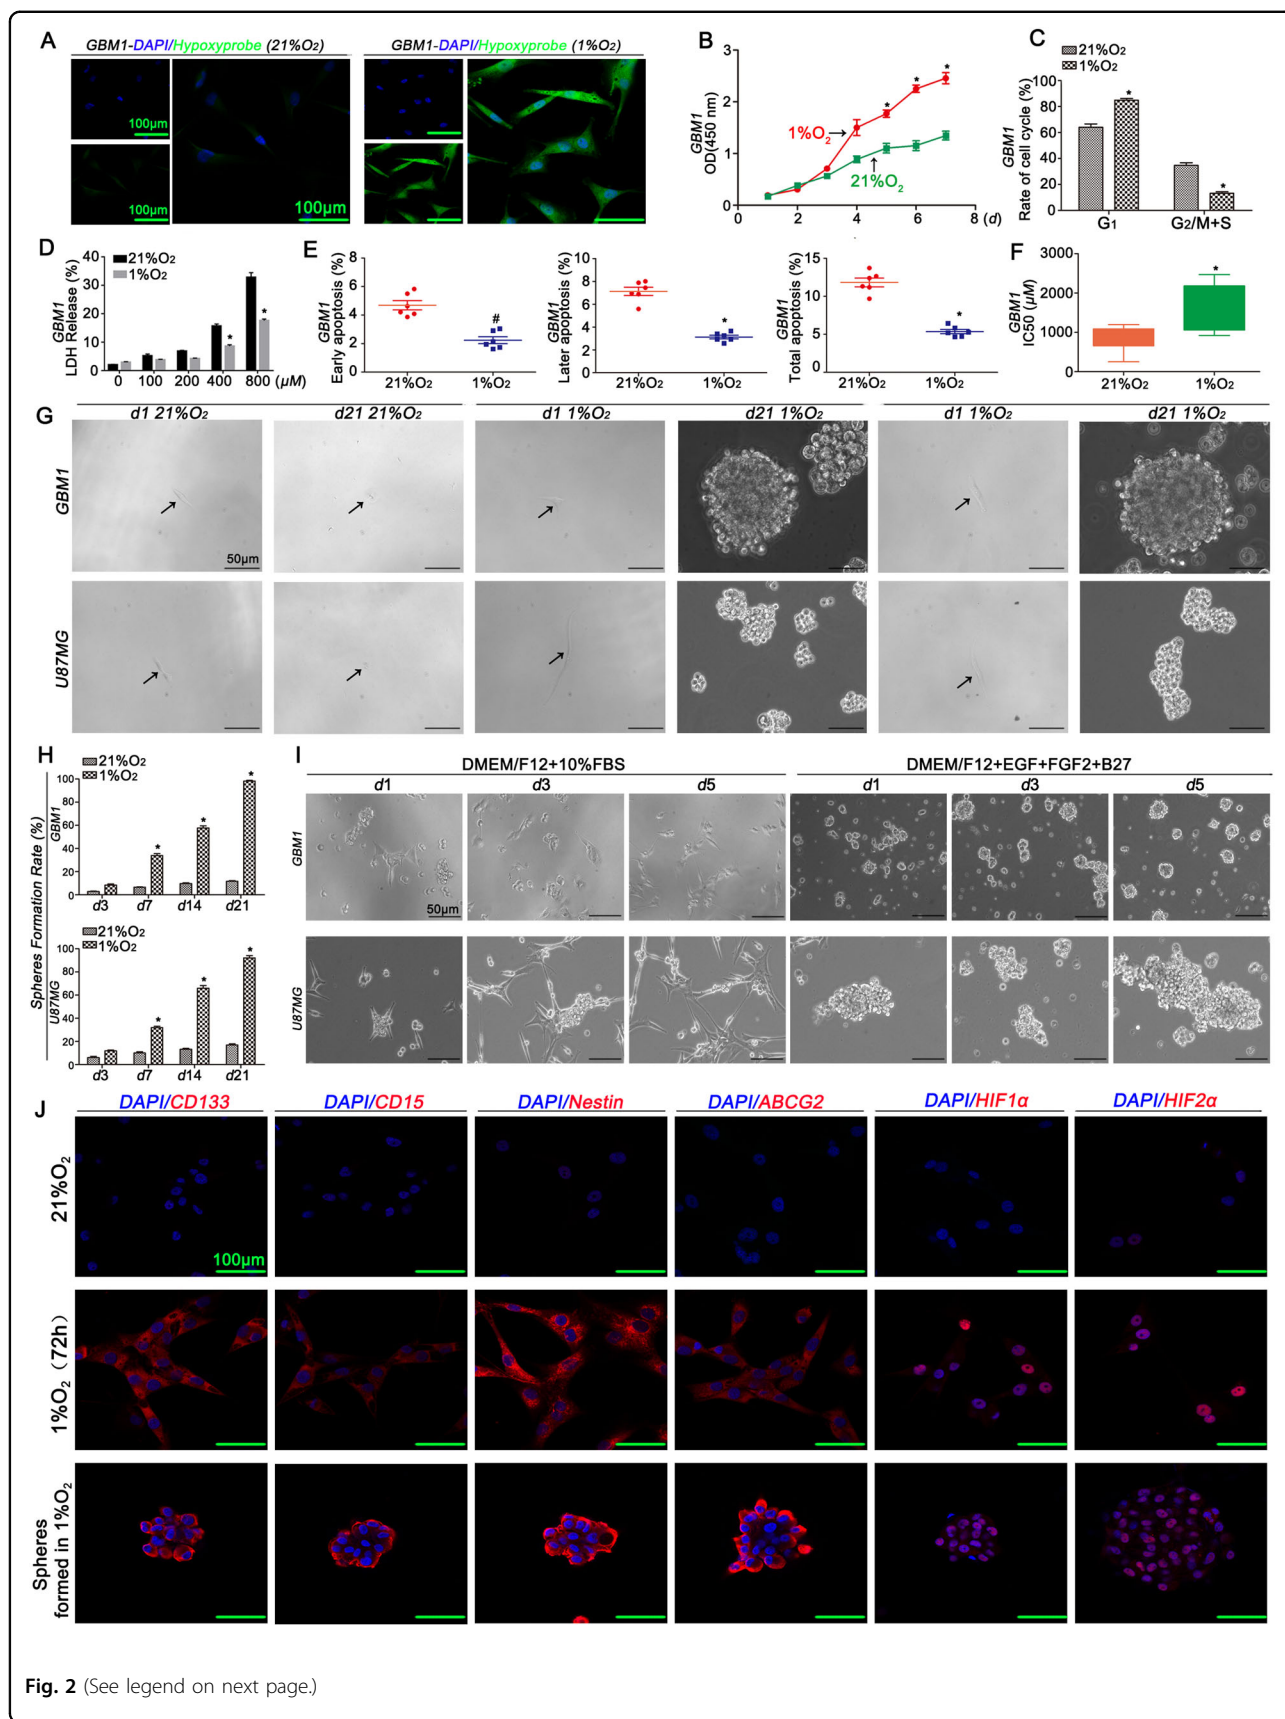 A
GBM1-DAPI/Hypoxyprobe (21%O2)
GBM1-DAPI/Hypoxyprobe (1%O2)
100μm
100μm
100μm
B
GBM1
OD(450 nm)
3
2
1
0
0 2 4 6 8 (d)
1%O2
21%O2
* * * *
C
21%O2
1%O2
GBM1
Rate of cell cycle (%)
100
80
60
40
20
0
* *
G1 G2/M+S
D
21%O2
1%O2
GBM1
LDH Release (%)
40
30
20
10
0
* *
0 100 200 400 800 (μM)
E
GBM1
Early apoptosis (%)
8
6
4
2
0
#
21%O2 1%O2
GBM1
Later apoptosis (%)
10
8
6
4
2
0
*
21%O2 1%O2
GBM1
Total apoptosis (%)
15
10
5
0
*
21%O2 1%O2
F
GBM1
IC50 (μM)
3000
2000
1000
0
*
21%O2 1%O2
G
d1 21%O2 d21 21%O2 d1 1%O2 d21 1%O2 d1 1%O2 d21 1%O2
GBM1
50μm
U87MG
H
Spheres Formation Rate (%)
21%O2
1%O2
GBM1
100
80
60
40
20
0
* * *
d3 d7 d14 d21
21%O2
1%O2
U87MG
100
80
60
40
20
0
* * *
d3 d7 d14 d21
I
DMEM/F12+10%FBS DMEM/F12+EGF+FGF2+B27
d1 d3 d5 d1 d3 d5
GBM1
50μm
U87MG
J
DAPI/CD133 DAPI/CD15 DAPI/Nestin DAPI/ABCG2 DAPI/HIF1α DAPI/HIF2α
21%O2
100μm
1%O2（72h）
Spheres
formed in 1%O2
Fig. 2 (See legend on next page.)